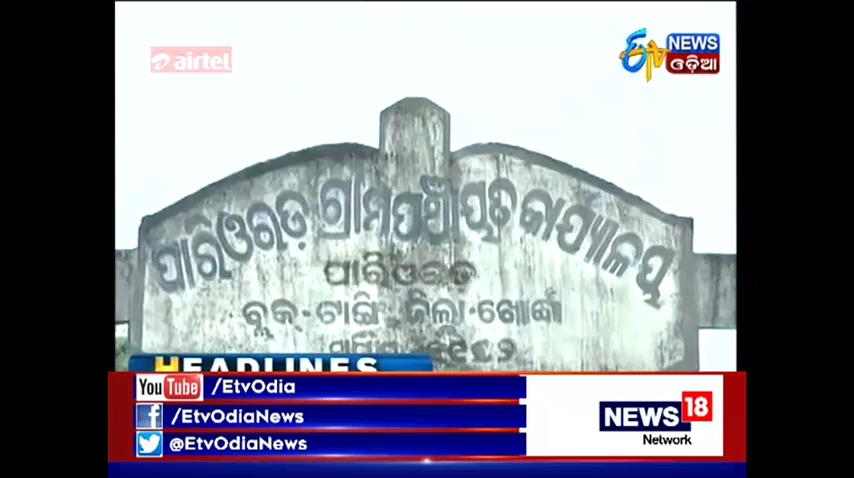 airtel
ETV NEWS
ଓଡ଼ିଆ
ପାରିଓରଡ଼ ଗ୍ରାମପଞ୍ଚାୟତ କାର୍ଯ୍ୟାଳୟ
ପାରିଓରଡ଼
ବ୍ଲକ୍-ଟାଙ୍ଗି ଜିଲ୍ଲା-ଖୋର୍ଦ୍ଧା
HEADLINES
YouTube /EtvOdia
/EtvOdiaNews
@EtvOdiaNews
NEWS18
Network